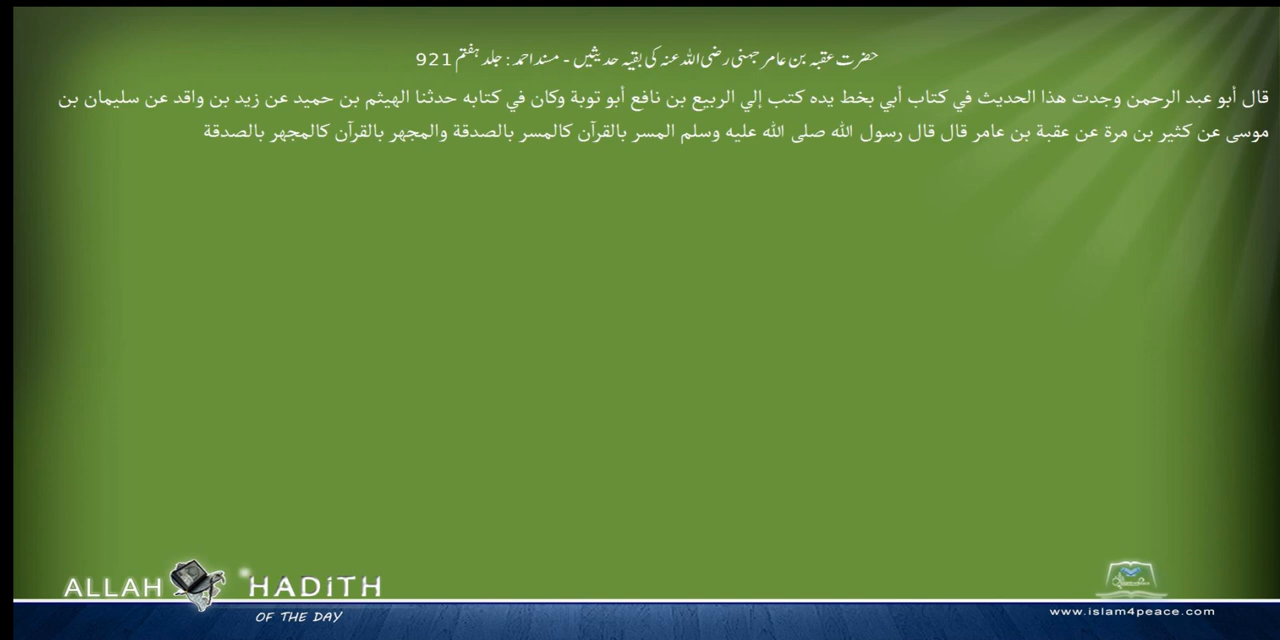 حضرت عقبہ بن عامر جہنی رضی اللہ عنہ کی بقیہ حدیثیں - مسند احمد : جلد ہفتم 921
قال أبو عبد الرحمن وجدت هذا الحديث في كتاب أبي بخط يده كتب إلي الربيع بن نافع أبو توبة وكان في كتابه حدثنا الهيثم بن حميد عن زيد بن واقد عن سليمان بن
موسى عن كثير بن مرة عن عقبة بن عامر قال قال رسول الله صلى الله عليه وسلم المسر بالقرآن كالمسر بالصدقة والمجهر بالقرآن كالمجهر بالصدقة
ALLAH HADITH
OF THE DAY
www.islam4peace.com